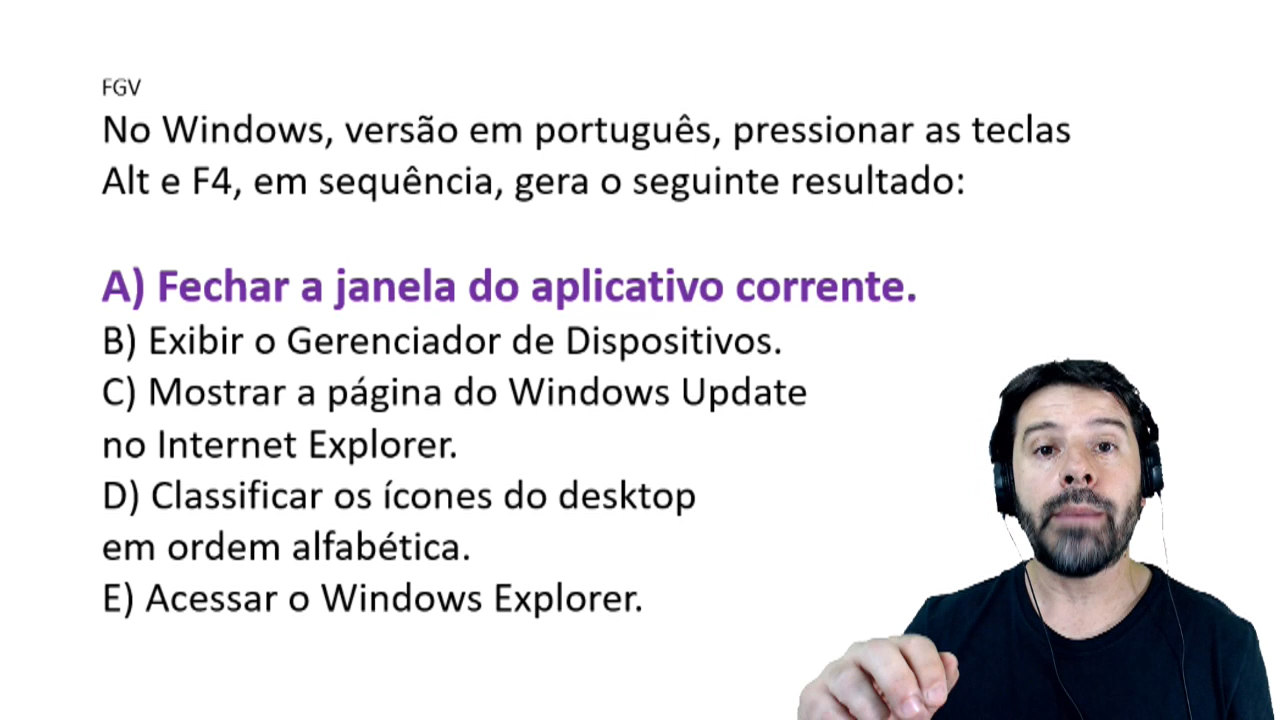 FGV
No Windows, versão em português, pressionar as teclas
Alt e F4, em sequência, gera o seguinte resultado:
A) Fechar a janela do aplicativo corrente.
B) Exibir o Gerenciador de Dispositivos.
C) Mostrar a página do Windows Update
no Internet Explorer.
D) Classificar os ícones do desktop
em ordem alfabética.
E) Acessar o Windows Explorer.